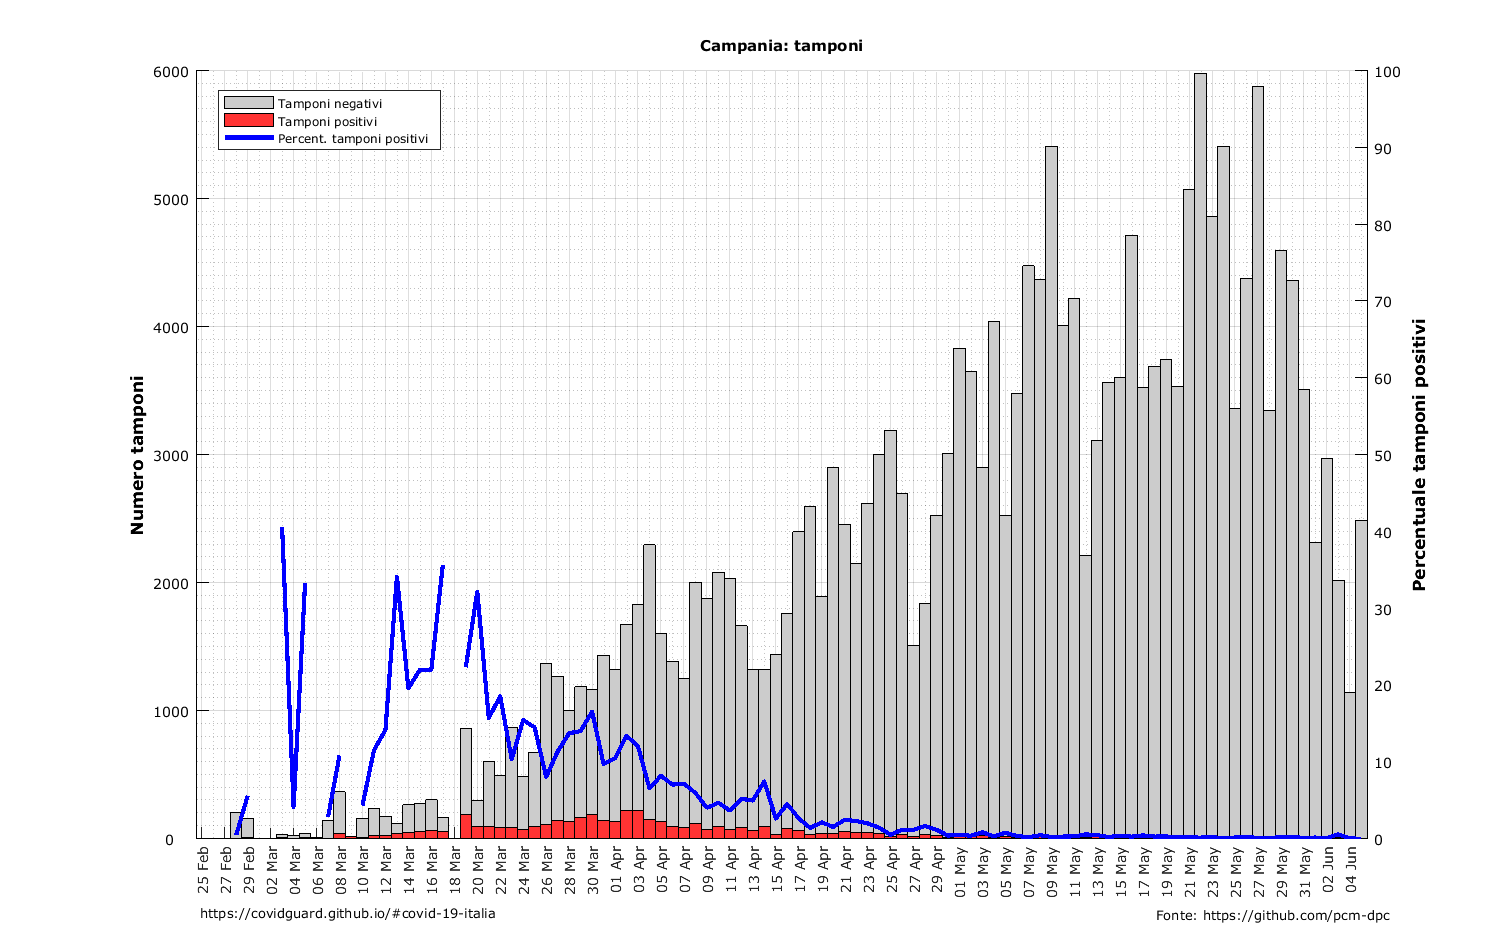 Campania: tamponi
6000
5000
4000
3000
2000
1000
0
100
90
80
70
60
50
40
30
20
10
0
Tamponi negativi
Tamponi positivi
Percent. tamponi positivi
Numero tamponi
Percentuale tamponi positivi
25 Feb
27 Feb
29 Feb
02 Mar
04 Mar
06 Mar
08 Mar
10 Mar
12 Mar
14 Mar
16 Mar
18 Mar
20 Mar
22 Mar
24 Mar
26 Mar
28 Mar
30 Mar
01 Apr
03 Apr
05 Apr
07 Apr
09 Apr
11 Apr
13 Apr
15 Apr
17 Apr
19 Apr
21 Apr
23 Apr
25 Apr
27 Apr
29 Apr
01 May
03 May
05 May
07 May
09 May
11 May
13 May
15 May
17 May
19 May
21 May
23 May
25 May
27 May
29 May
31 May
02 Jun
04 Jun
https://covidguard.github.io/#covid-19-italia
Fonte: https://github.com/pcm-dpc